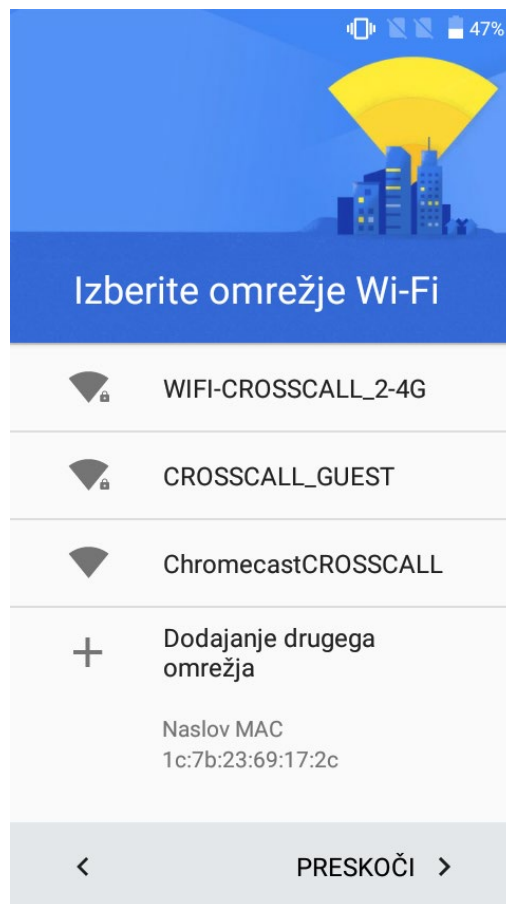 47%
Izberite omrežje Wi-Fi
WIFI-CROSSCALL_2-4G
CROSSCALL_GUEST
ChromecastCROSSCALL
Dodajanje drugega
omrežja
Naslov MAC
1c:7b:23:69:17:2c
PRESKOČI